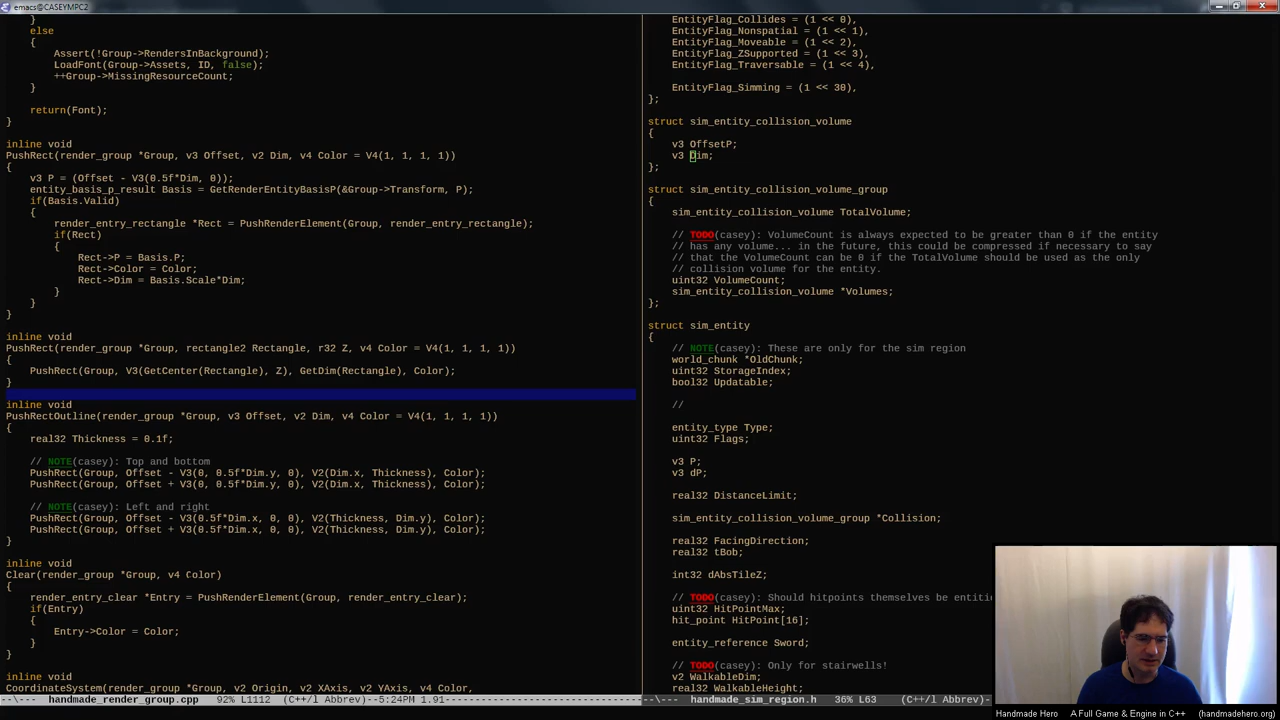 emacs@CASEYMPC2
    }
    else
    {
        Assert(!Group->RendersInBackground);
        LoadFont(Group->Assets, ID, false);
        ++Group->MissingResourceCount;
    }

    return(Font);
}

inline void
PushRect(render_group *Group, v3 Offset, v2 Dim, v4 Color = V4(1, 1, 1, 1))
{
    v3 P = (Offset - V3(0.5f*Dim, 0));
    entity_basis_p_result Basis = GetRenderEntityBasisP(&Group->Transform, P);
    if(Basis.Valid)
    {
        render_entry_rectangle *Rect = PushRenderElement(Group, render_entry_rectangle);
        if(Rect)
        {
            Rect->P = Basis.P;
            Rect->Color = Color;
            Rect->Dim = Basis.Scale*Dim;
        }
    }
}

inline void
PushRect(render_group *Group, rectangle2 Rectangle, r32 Z, v4 Color = V4(1, 1, 1, 1))
{
    PushRect(Group, V3(GetCenter(Rectangle), Z), GetDim(Rectangle), Color);
}

inline void
PushRectOutline(render_group *Group, v3 Offset, v2 Dim, v4 Color = V4(1, 1, 1, 1))
{
    real32 Thickness = 0.1f;

    // NOTE(casey): Top and bottom
    PushRect(Group, Offset - V3(0, 0.5f*Dim.y, 0), V2(Dim.x, Thickness), Color);
    PushRect(Group, Offset + V3(0, 0.5f*Dim.y, 0), V2(Dim.x, Thickness), Color);

    // NOTE(casey): Left and right
    PushRect(Group, Offset - V3(0.5f*Dim.x, 0, 0), V2(Thickness, Dim.y), Color);
    PushRect(Group, Offset + V3(0.5f*Dim.x, 0, 0), V2(Thickness, Dim.y), Color);
}

inline void
Clear(render_group *Group, v4 Color)
{
    render_entry_clear *Entry = PushRenderElement(Group, render_entry_clear);
    if(Entry)
    {
        Entry->Color = Color;
    }
}

inline void
CoordinateSystem(render_group *Group, v2 Origin, v2 XAxis, v2 YAxis, v4 Color,
--\---  handmade_render_group.cpp   92% L1112  (C++/l Abbrev)--5:24PM 1.91
    EntityFlag_Collides = (1 << 0),
    EntityFlag_Nonspatial = (1 << 1),
    EntityFlag_Moveable = (1 << 2),
    EntityFlag_ZSupported = (1 << 3),
    EntityFlag_Traversable = (1 << 4),

    EntityFlag_Simming = (1 << 30),
};

struct sim_entity_collision_volume
{
    v3 OffsetP;
    v3 Dim;
};

struct sim_entity_collision_volume_group
{
    sim_entity_collision_volume TotalVolume;

    // TODO(casey): VolumeCount is always expected to be greater than 0 if the entity
    // has any volume... in the future, this could be compressed if necessary to say
    // that the VolumeCount can be 0 if the TotalVolume should be used as the only
    // collision volume for the entity.
    uint32 VolumeCount;
    sim_entity_collision_volume *Volumes;
};

struct sim_entity
{
    // NOTE(casey): These are only for the sim region
    world_chunk *OldChunk;
    uint32 StorageIndex;
    bool32 Updatable;

    //

    entity_type Type;
    uint32 Flags;

    v3 P;
    v3 dP;

    real32 DistanceLimit;

    sim_entity_collision_volume_group *Collision;

    real32 FacingDirection;
    real32 tBob;

    int32 dAbsTileZ;

    // TODO(casey): Should hitpoints themselves be entiti
    uint32 HitPointMax;
    hit_point HitPoint[16];

    entity_reference Sword;

    // TODO(casey): Only for stairwells!
    v2 WalkableDim;
    real32 WalkableHeight;
--\---  handmade_sim_region.h   36% L63    (C++/l Abbrev)
Handmade Hero   A Full Game & Engine in C++   (handmadehero.org)